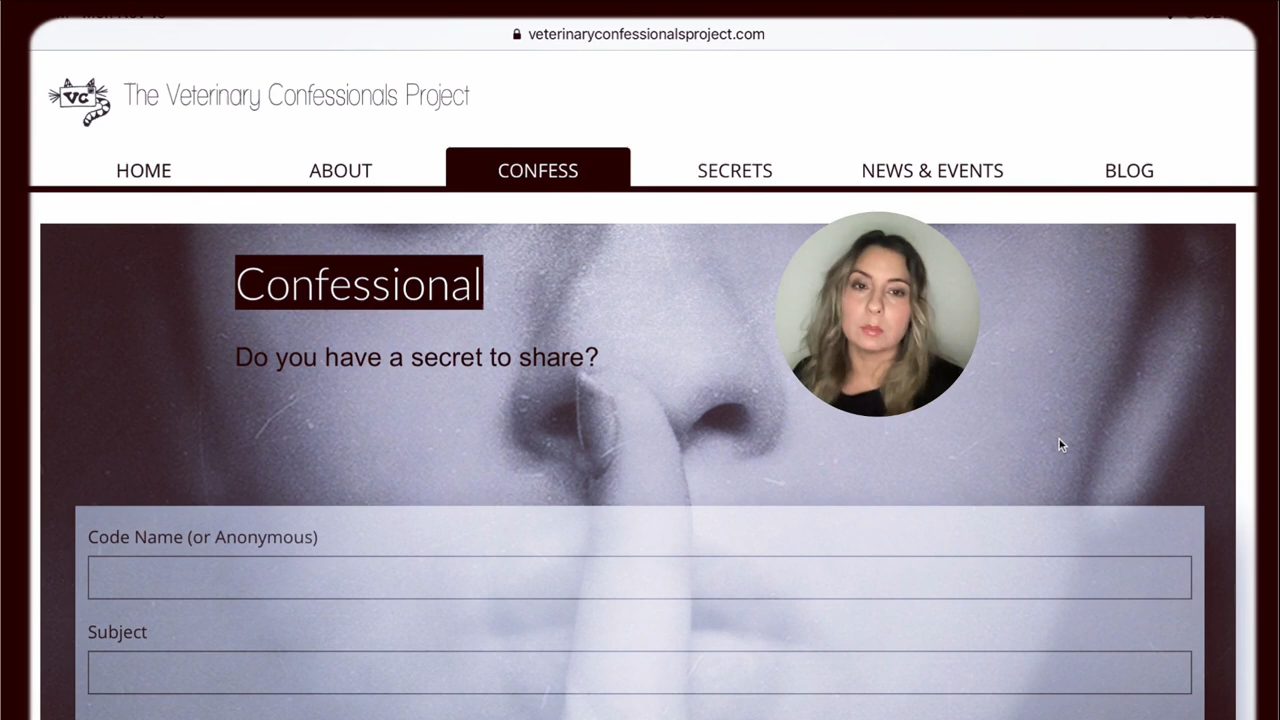 veterinaryconfessionalsproject.com
VC
The Veterinary Confessionals Project
HOME
ABOUT
CONFESS
SECRETS
NEWS & EVENTS
BLOG
Confessional
Do you have a secret to share?
Code Name (or Anonymous)
Subject